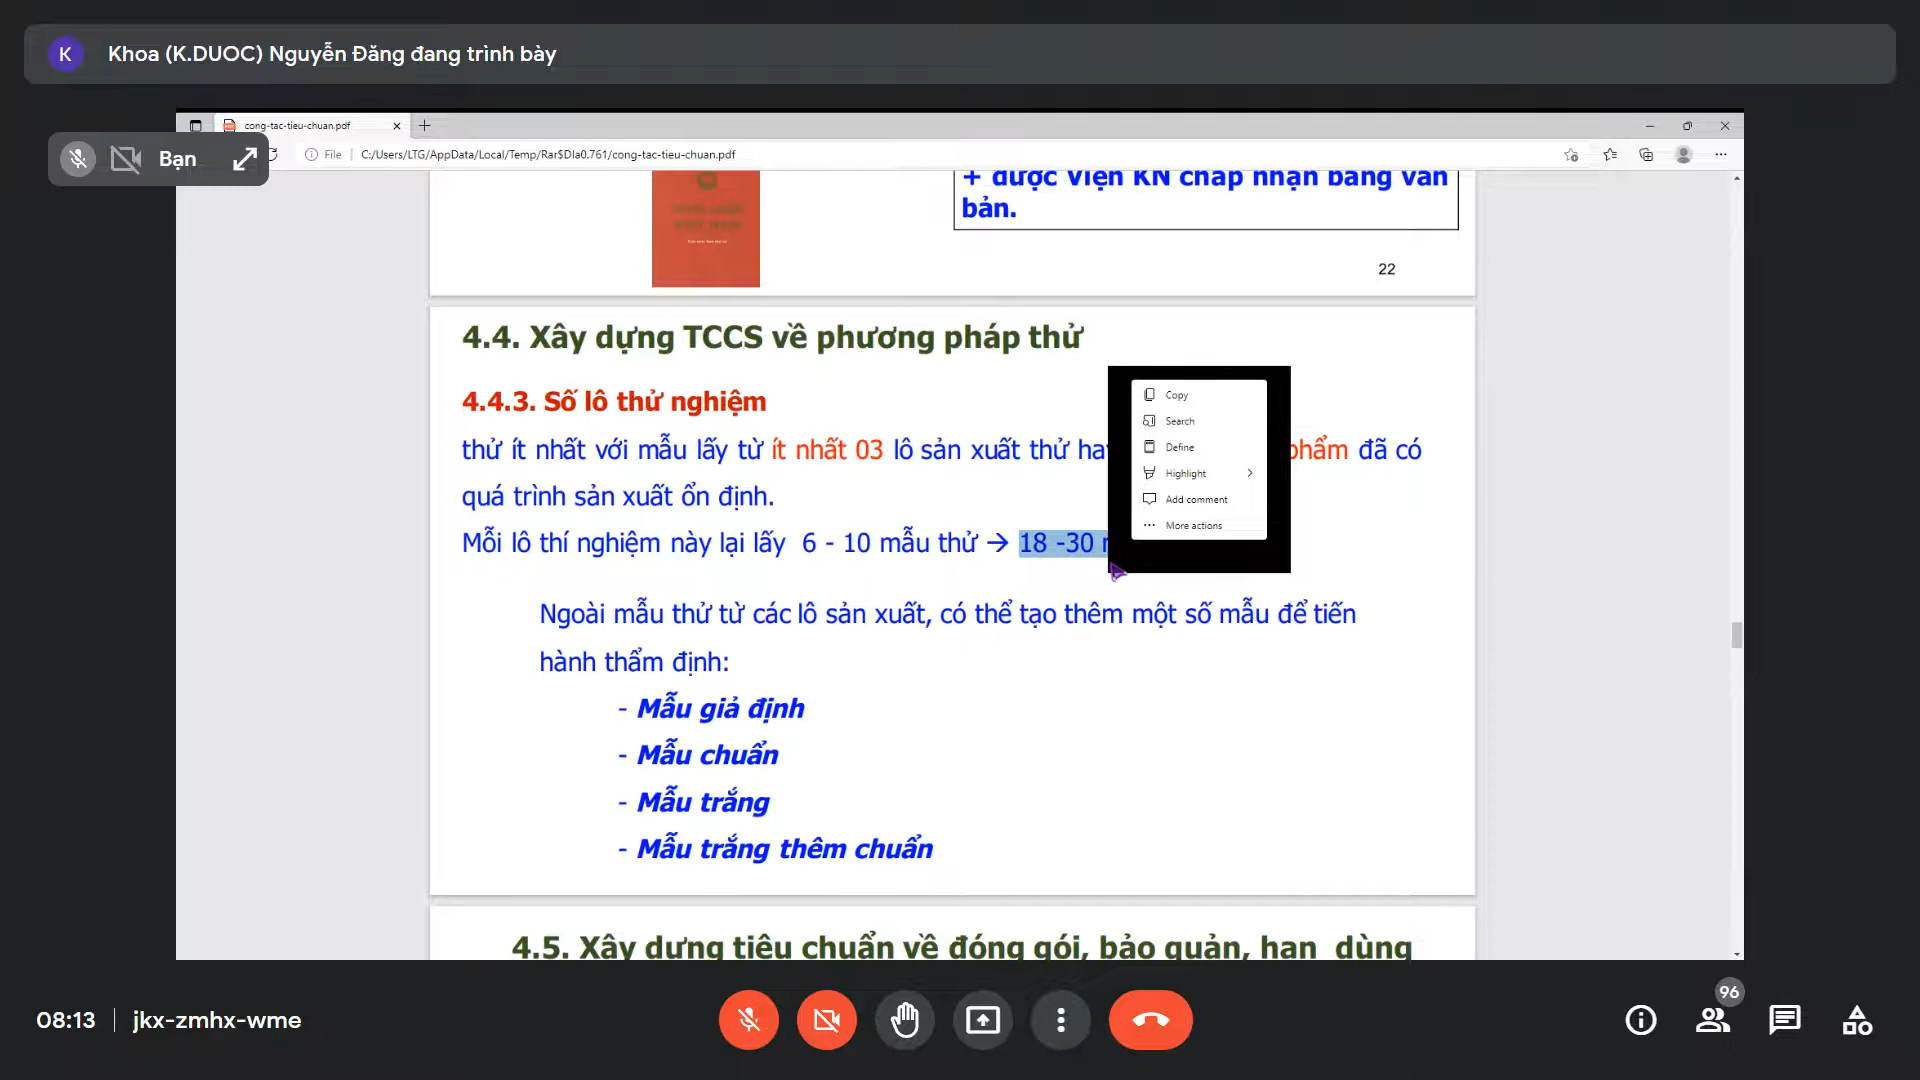 K
Khoa (K.DUOC) Nguyễn Đăng đang trình bày
cong-tac-tieu-chuan.pdf
Bạn
File
C:/Users/LTG/AppData/Local/Temp/Rar$DIa0.761/cong-tac-tieu-chuan.pdf
+ được Viện KN chấp nhận bằng văn
bản.
22
4.4. Xây dựng TCCS về phương pháp thử
4.4.3. Số lô thử nghiệm
thử ít nhất với mẫu lấy từ ít nhất 03 lô sản xuất thử hay phẩm đã có
quá trình sản xuất ổn định.
Mỗi lô thí nghiệm này lại lấy 6 - 10 mẫu thử → 18 -30
Copy
Search
Define
Highlight
Add comment
More actions
Ngoài mẫu thử từ các lô sản xuất, có thể tạo thêm một số mẫu để tiến
hành thẩm định:
- Mẫu giả định
- Mẫu chuẩn
- Mẫu trắng
- Mẫu trắng thêm chuẩn
4.5. Xây dựng tiêu chuẩn về đóng gói, bảo quản, hạn dùng
08:13
jkx-zmhx-wme
96